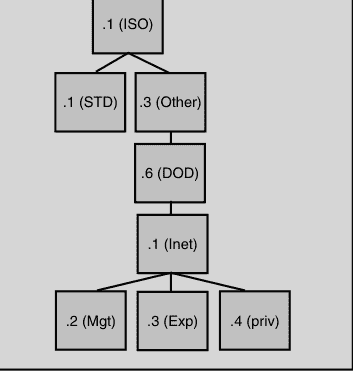 .1 (ISO)
.1 (STD)
.3 (Other)
.6 (DOD)
.1 (Inet)
.2 (Mgt)
.3 (Exp)
.4 (priv)